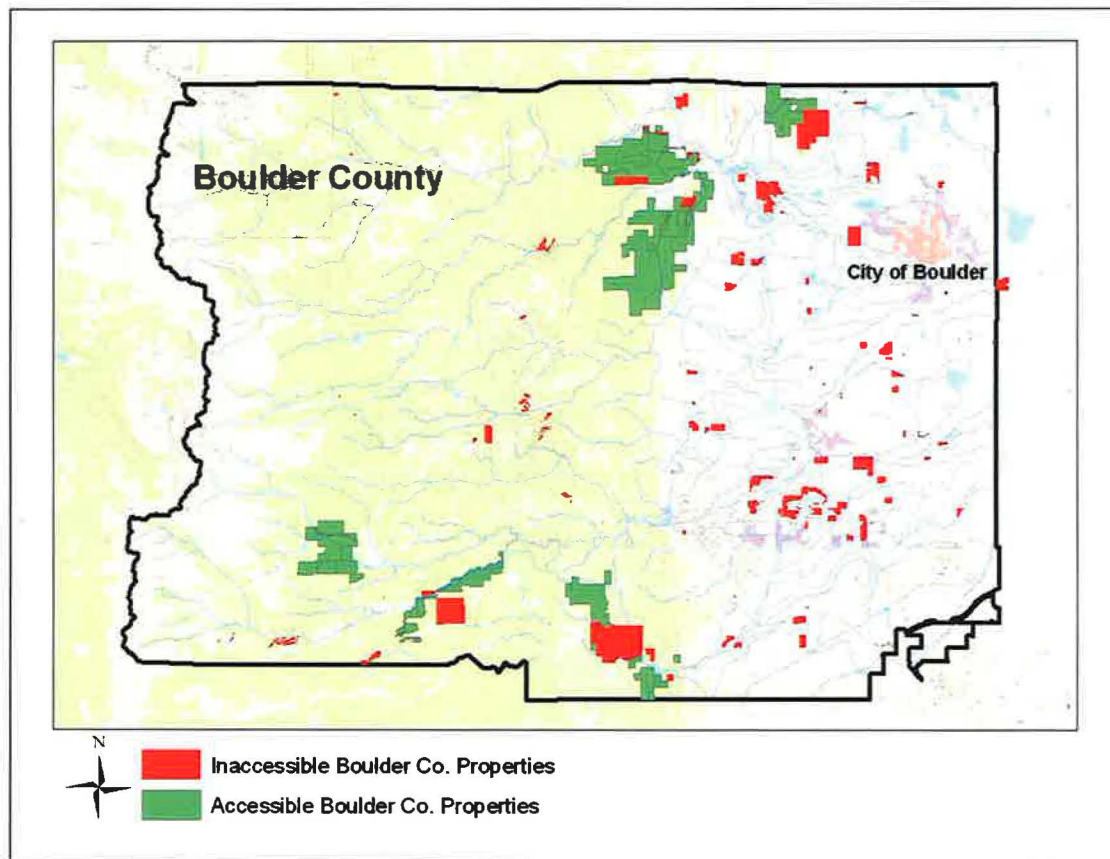 Boulder County
City of Boulder
N
Inaccessible Boulder Co. Properties
Accessible Boulder Co. Properties